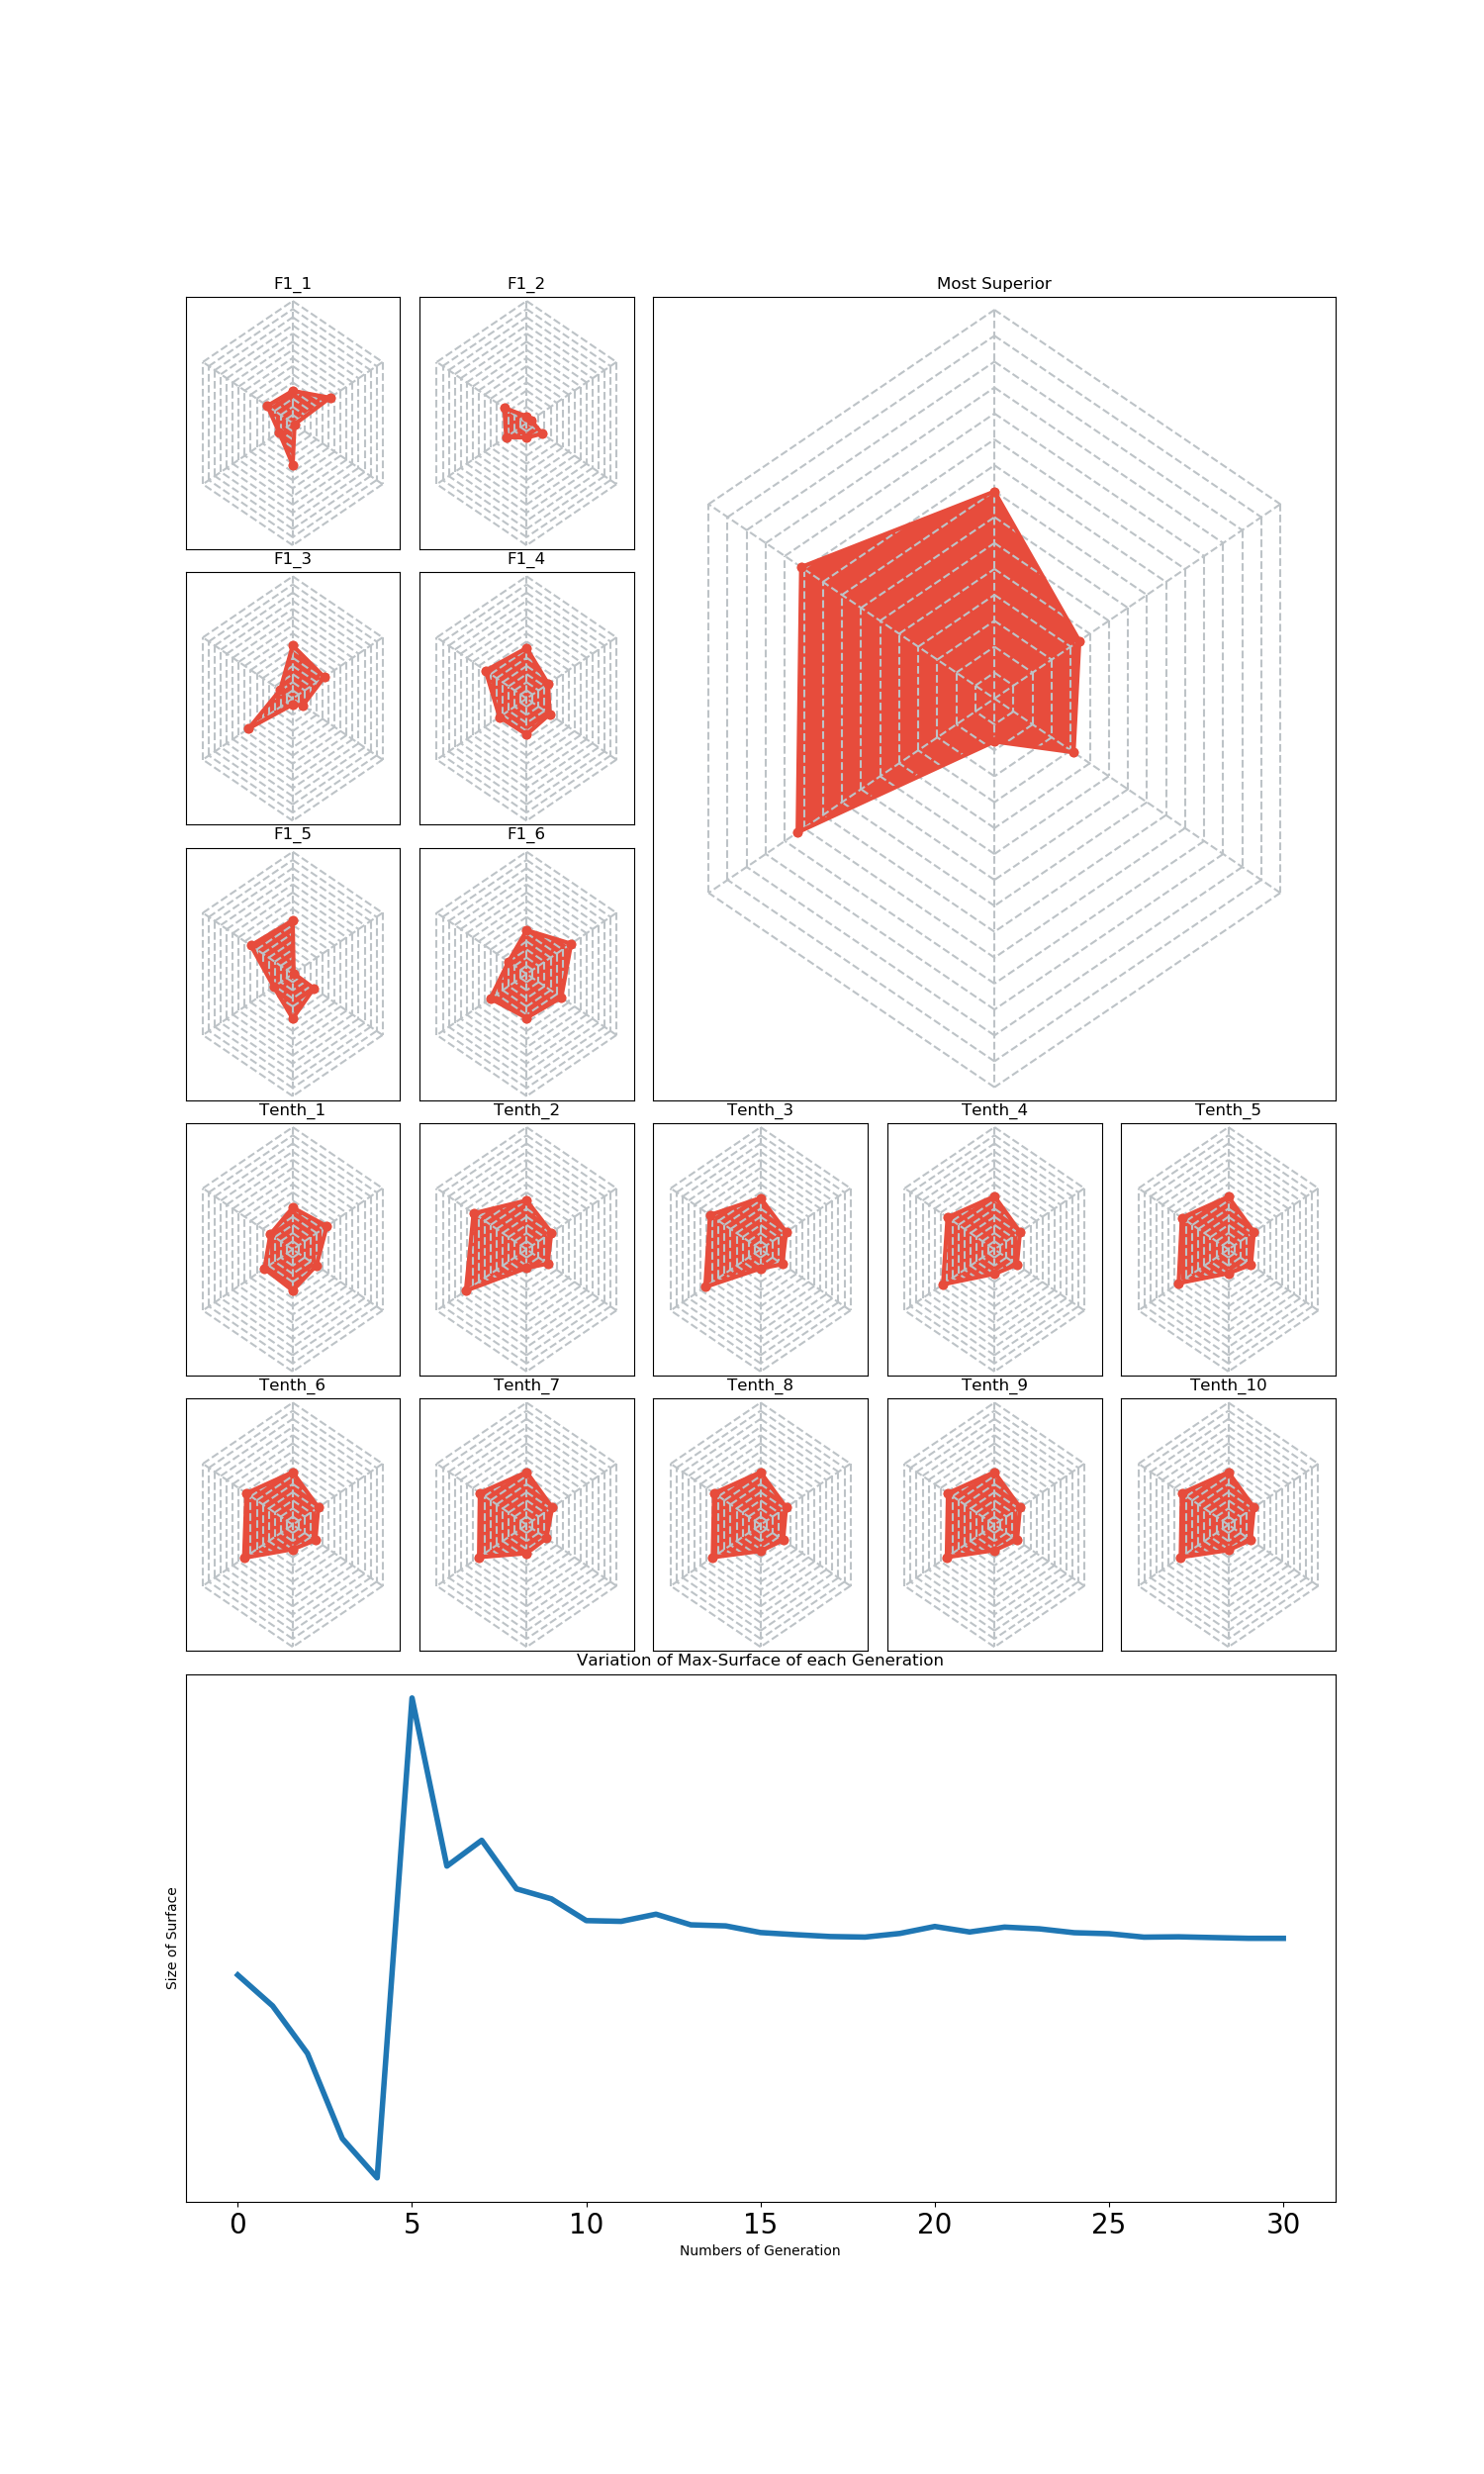 F1_1
F1_2
Most Superior
F1_3
F1_4
F1_5
F1_6
Tenth_1
Tenth_2
Tenth_3
Tenth_4
Tenth_5
Tenth_6
Tenth_7
Tenth_8
Tenth_9
Tenth_10
Variation of Max-Surface of each Generation
Size of Surface
0 5 10 15 20 25 30
Numbers of Generation